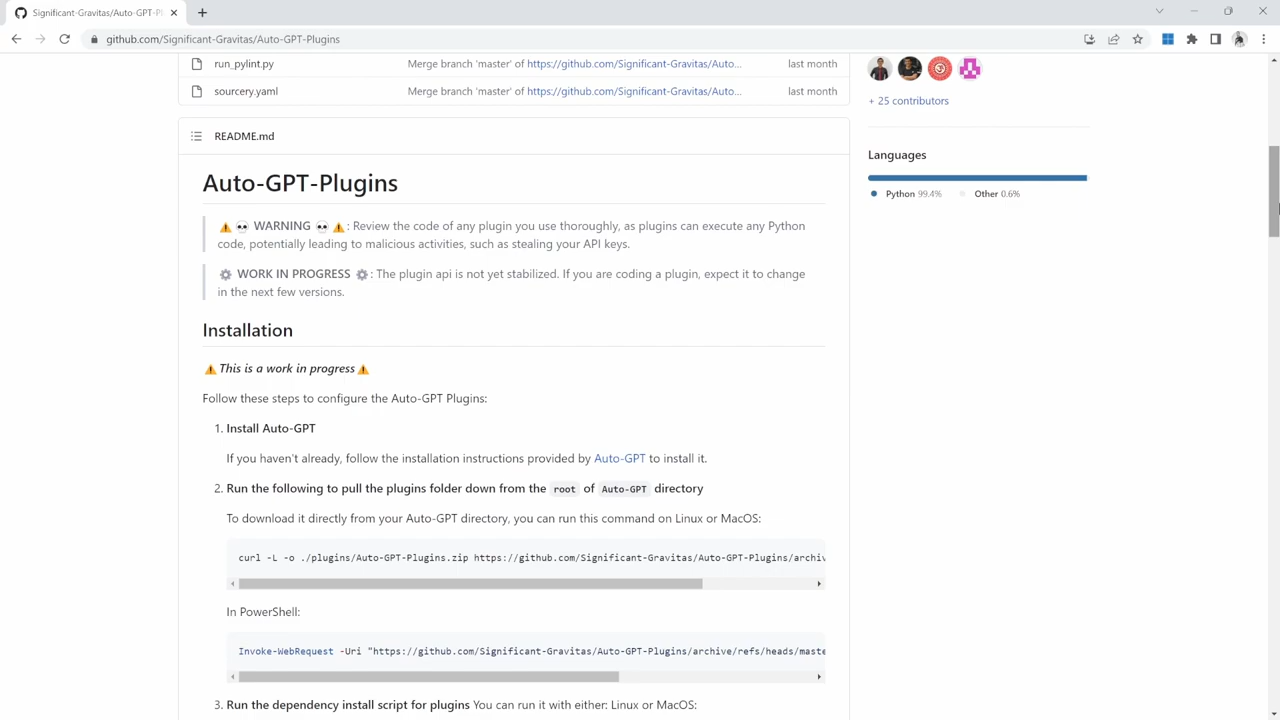 Significant-Gravitas/Auto-GPT-Pl
github.com/Significant-Gravitas/Auto-GPT-Plugins
run_pylint.py Merge branch 'master' of https://github.com/Significant-Gravitas/Auto... last month
sourcery.yaml Merge branch 'master' of https://github.com/Significant-Gravitas/Auto... last month
+ 25 contributors
Languages
Python 99.4% Other 0.6%
README.md
Auto-GPT-Plugins
⚠️💀 WARNING 💀⚠️: Review the code of any plugin you use thoroughly, as plugins can execute any Python
code, potentially leading to malicious activities, such as stealing your API keys.
⚙️ WORK IN PROGRESS ⚙️: The plugin api is not yet stabilized. If you are coding a plugin, expect it to change
in the next few versions.
Installation
⚠️This is a work in progress⚠️
Follow these steps to configure the Auto-GPT Plugins:
1. Install Auto-GPT
If you haven't already, follow the installation instructions provided by Auto-GPT to install it.
2. Run the following to pull the plugins folder down from the root of Auto-GPT directory
To download it directly from your Auto-GPT directory, you can run this command on Linux or MacOS:
curl -L -o ./plugins/Auto-GPT-Plugins.zip https://github.com/Significant-Gravitas/Auto-GPT-Plugins/archiv
In PowerShell:
Invoke-WebRequest -Uri "https://github.com/Significant-Gravitas/Auto-GPT-Plugins/archive/refs/heads/maste
3. Run the dependency install script for plugins You can run it with either: Linux or MacOS: